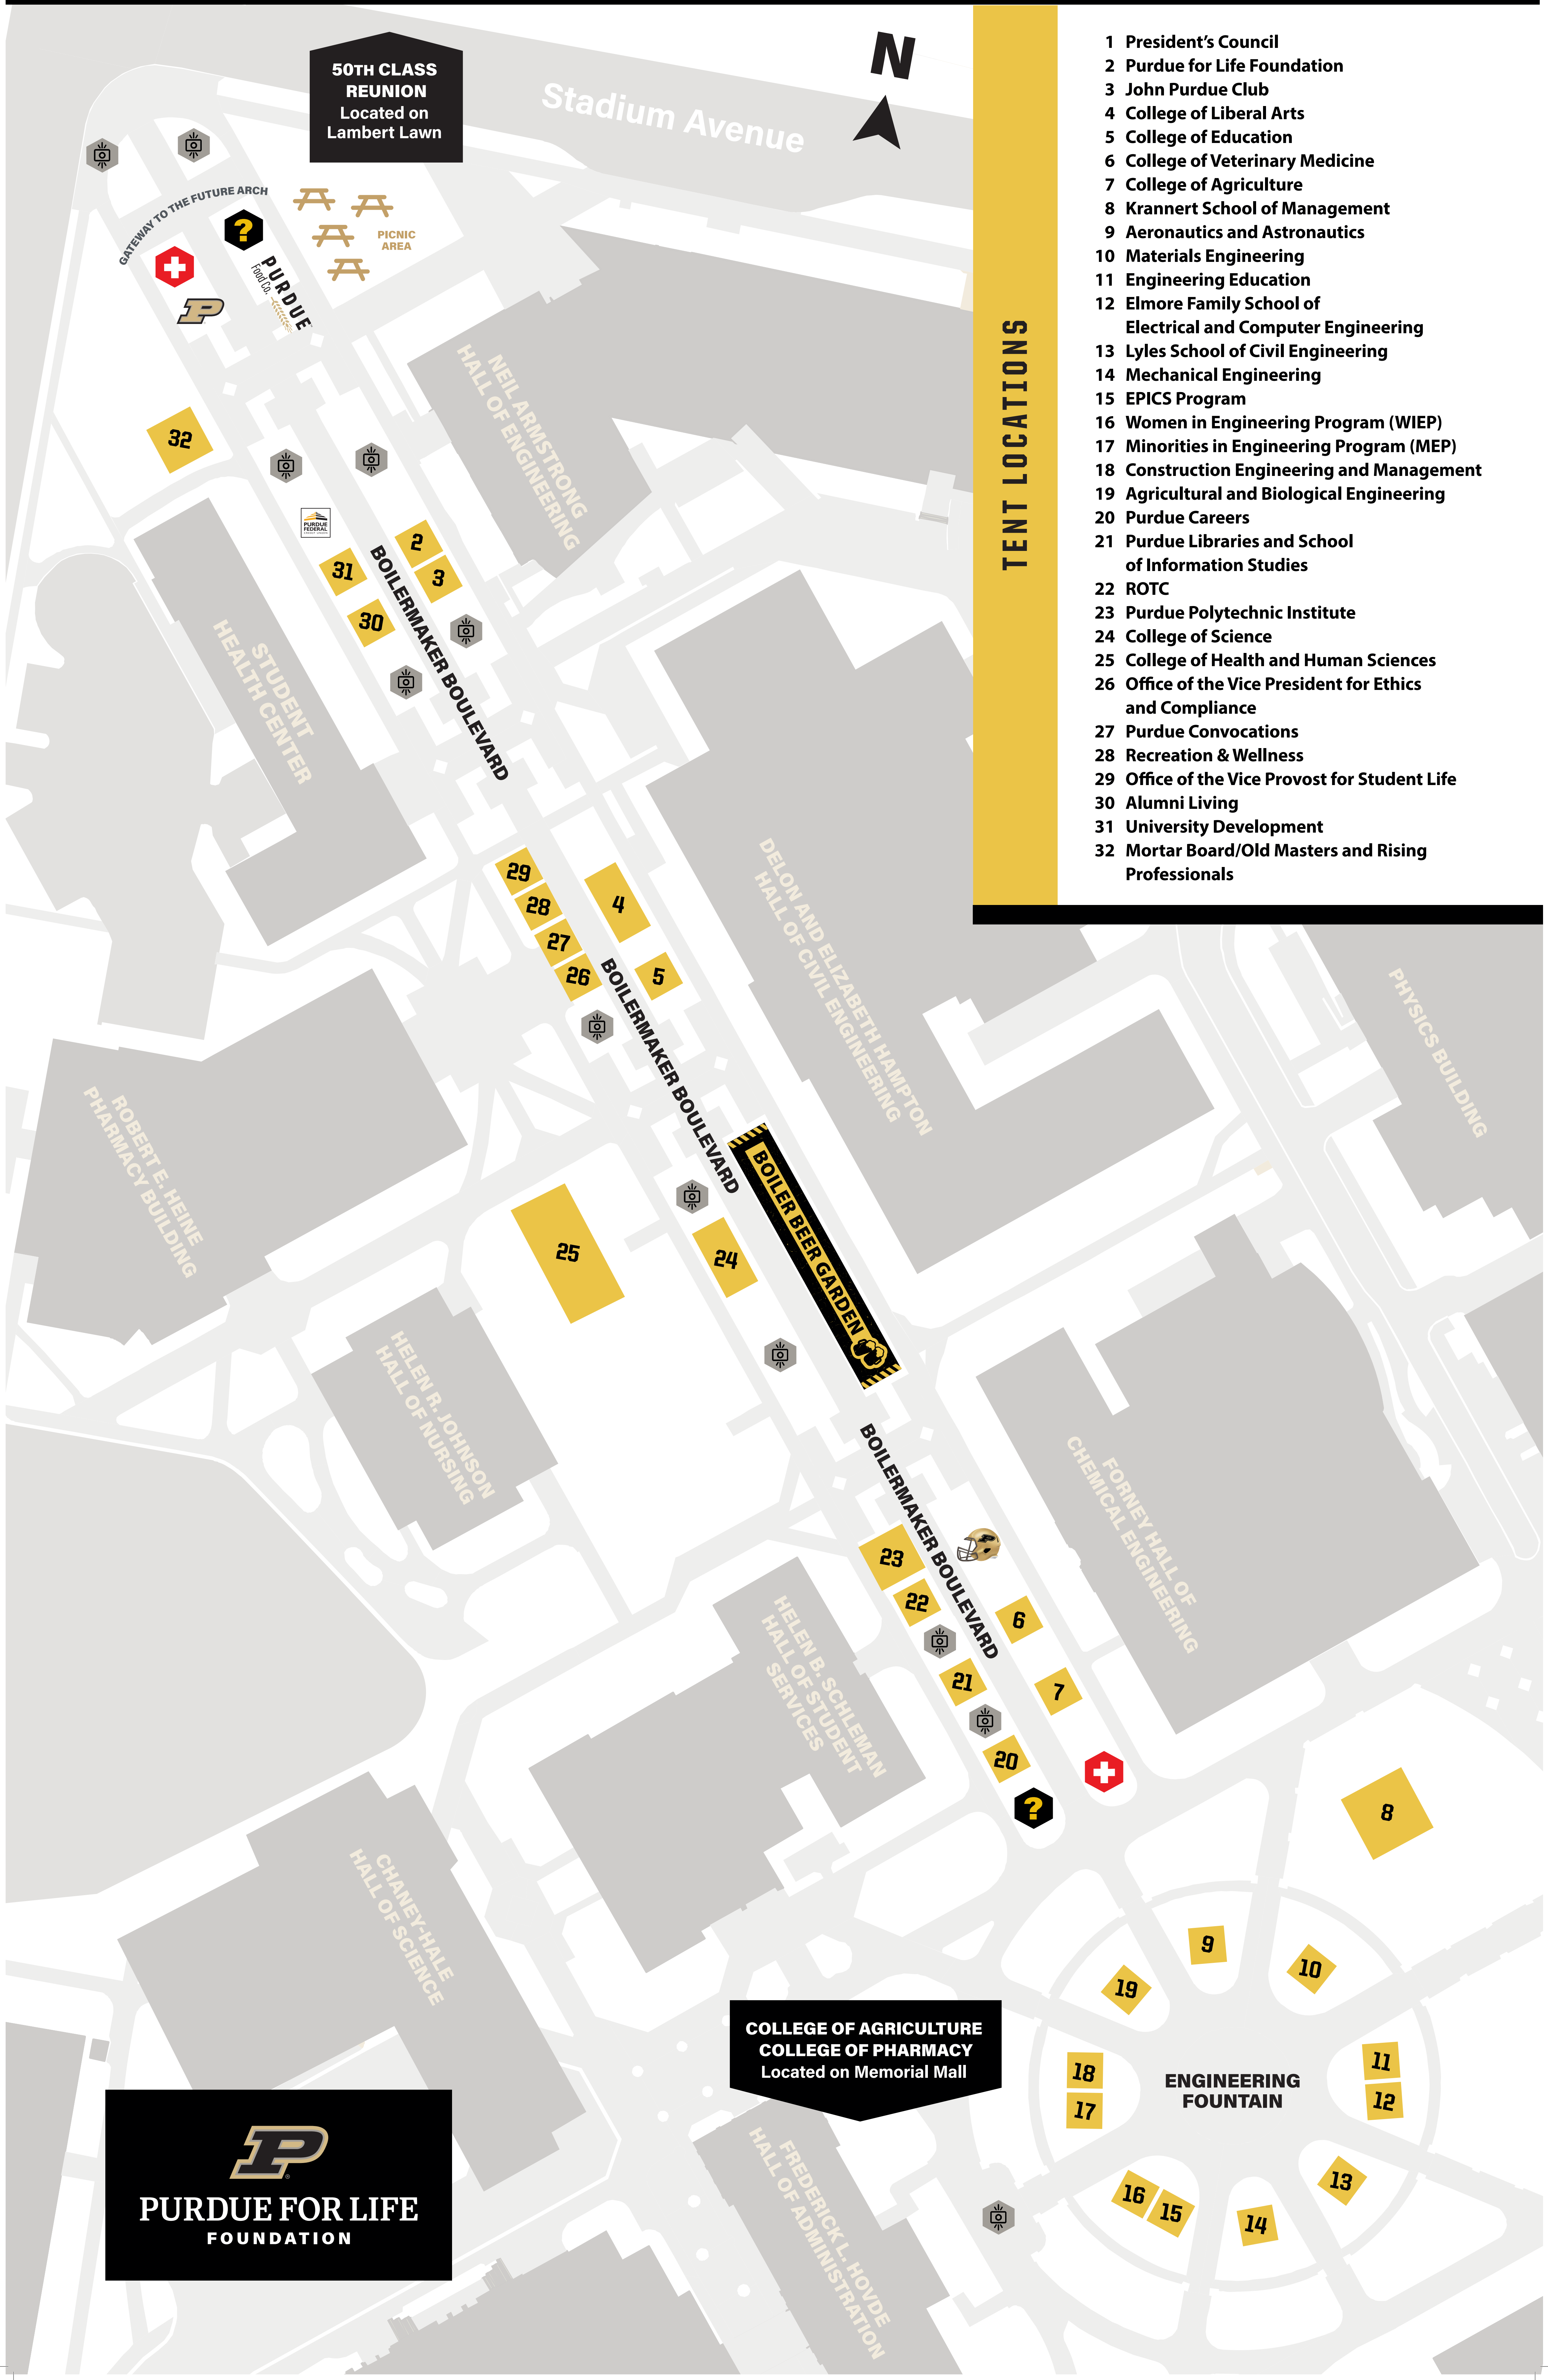 50TH CLASS
REUNION
Located on
Lambert Lawn
Stadium Avenue
N
GATEWAY TO THE FUTURE ARCH
?
PICNIC
AREA
PURDUE
Food Co.
P
NEIL ARMSTRONG
HALL OF ENGINEERING
32
PURDUE
FEDERAL
CREDIT UNION
2
3
31
30
BOILERMAKER BOULEVARD
STUDENT
HEALTH CENTER
TENT LOCATIONS
1 President's Council
2 Purdue for Life Foundation
3 John Purdue Club
4 College of Liberal Arts
5 College of Education
6 College of Veterinary Medicine
7 College of Agriculture
8 Krannert School of Management
9 Aeronautics and Astronautics
10 Materials Engineering
11 Engineering Education
12 Elmore Family School of
Electrical and Computer Engineering
13 Lyles School of Civil Engineering
14 Mechanical Engineering
15 EPICS Program
16 Women in Engineering Program (WIEP)
17 Minorities in Engineering Program (MEP)
18 Construction Engineering and Management
19 Agricultural and Biological Engineering
20 Purdue Careers
21 Purdue Libraries and School
of Information Studies
22 ROTC
23 Purdue Polytechnic Institute
24 College of Science
25 College of Health and Human Sciences
26 Office of the Vice President for Ethics
and Compliance
27 Purdue Convocations
28 Recreation & Wellness
29 Office of the Vice Provost for Student Life
30 Alumni Living
31 University Development
32 Mortar Board/Old Masters and Rising
Professionals
29
28
27
26
4
5
BOILERMAKER BOULEVARD
DELON AND ELIZABETH HAMPTON
HALL OF CIVIL ENGINEERING
PHYSICS BUILDING
ROBERT E. HEINE
PHARMACY BUILDING
BOILER BEER GARDEN
25
24
HELEN R. JOHNSON
HALL OF NURSING
BOILERMAKER BOULEVARD
FORNEY HALL OF
CHEMICAL ENGINEERING
23
22
6
21
7
20
?
HELEN B. SCHLEMAN
HALL OF STUDENT
SERVICES
8
CHANEY-HALE
HALL OF SCIENCE
9
10
19
COLLEGE OF AGRICULTURE
COLLEGE OF PHARMACY
Located on Memorial Mall
18
17
11
12
ENGINEERING
FOUNTAIN
16
15
14
13
FREDERICK L. HOVDE
HALL OF ADMINISTRATION
P
PURDUE FOR LIFE
FOUNDATION